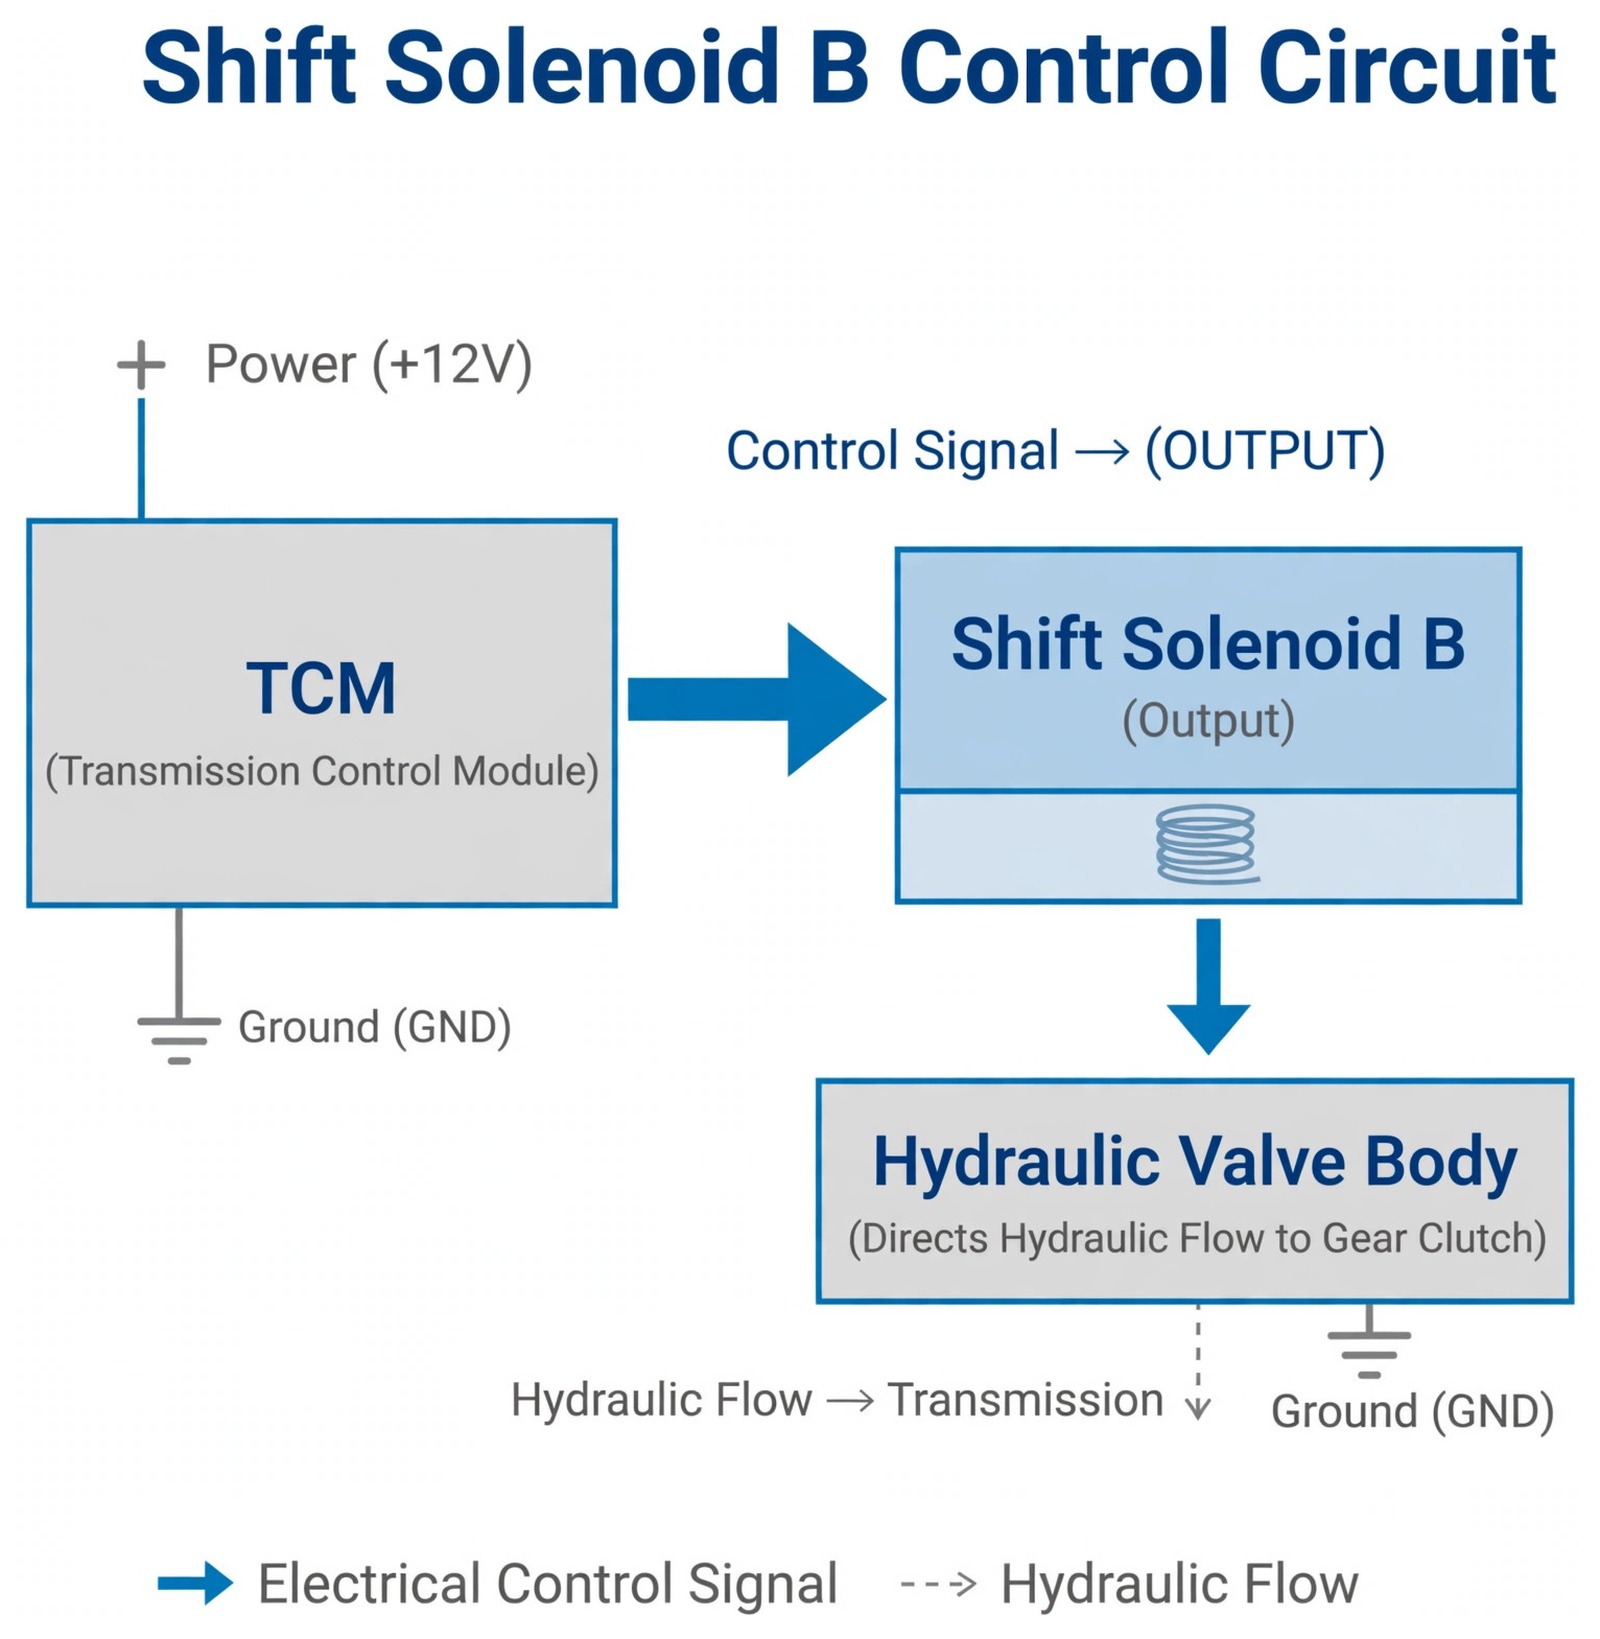 Shift Solenoid B Control Circuit
Power (+12V)
Control Signal → (OUTPUT)
TCM
(Transmission Control Module)
Shift Solenoid B
(Output)
Ground (GND)
Hydraulic Valve Body
(Directs Hydraulic Flow to Gear Clutch)
Hydraulic Flow → Transmission
Ground (GND)
Electrical Control Signal
Hydraulic Flow